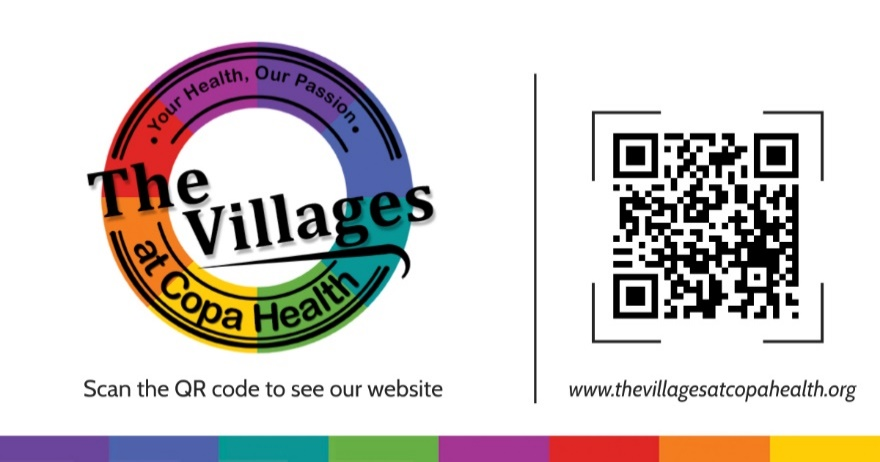 • Your Health, Our Passion •
The
Villages
at Copa Health
Scan the QR code to see our website
www.thevillagesatcopahealth.org